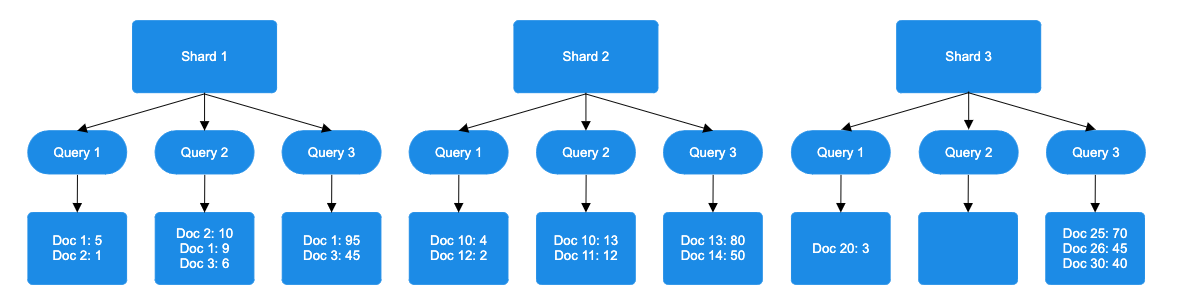 Shard 1
Shard 2
Shard 3
Query 1
Query 2
Query 3
Query 1
Query 2
Query 3
Query 1
Query 2
Query 3
Doc 1: 5
Doc 2: 1
Doc 2: 10
Doc 1: 9
Doc 3: 6
Doc 1: 95
Doc 3: 45
Doc 10: 4
Doc 12: 2
Doc 10: 13
Doc 11: 12
Doc 13: 80
Doc 14: 50
Doc 20: 3
Doc 25: 70
Doc 26: 45
Doc 30: 40